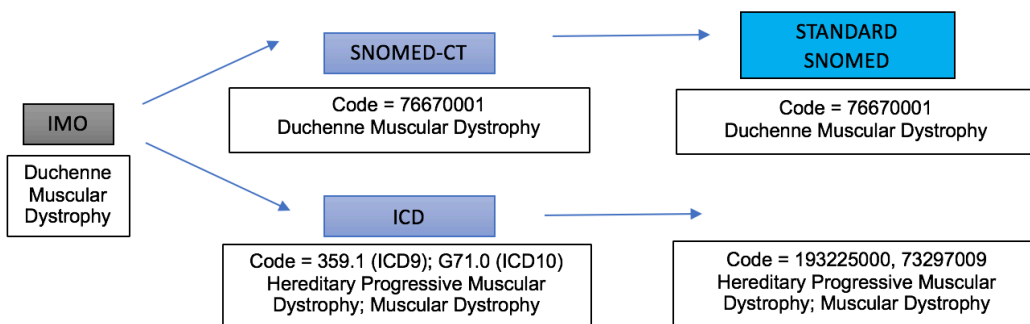 IMO
Duchenne
Muscular
Dystrophy
SNOMED-CT
Code = 76670001
Duchenne Muscular Dystrophy
STANDARD
SNOMED
Code = 76670001
Duchenne Muscular Dystrophy
ICD
Code = 359.1 (ICD9); G71.0 (ICD10)
Hereditary Progressive Muscular
Dystrophy; Muscular Dystrophy
Code = 193225000, 73297009
Hereditary Progressive Muscular
Dystrophy; Muscular Dystrophy